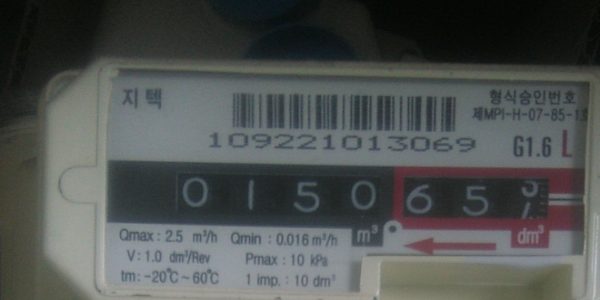 지텍
형식승인번호
제MPI-H-07-85-1
109221013069
G1.6 L
0150 65
m³ dm³
Qmax : 2.5 m³/h Qmin : 0.016 m³/h
V : 1.0 dm³/Rev Pmax : 10 kPa
tm : -20℃ ~ 60℃ 1 imp. : 10 dm³